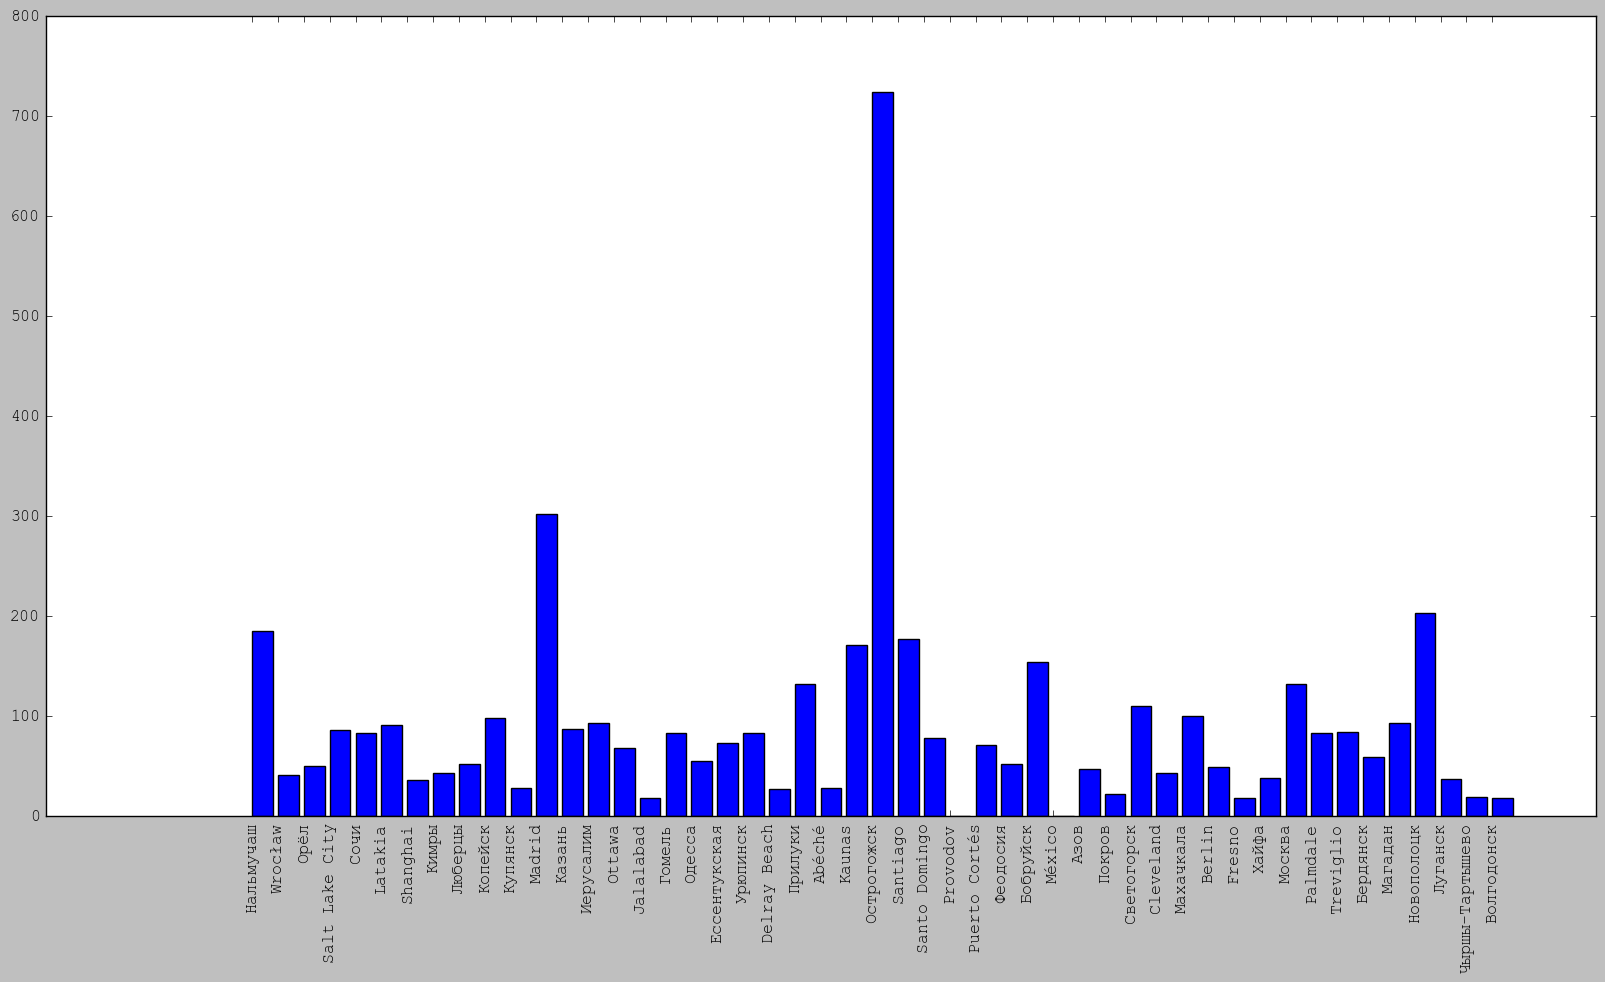 800
700
600
500
400
300
200
100
0
Нальмучаш
Wrocław
Орёл
Salt Lake City
Сочи
Latakia
Shanghai
Кимры
Люберцы
Копейск
Купянск
Madrid
Казань
Иерусалим
Ottawa
Jalalabad
Гомель
Одесса
Ессентукская
Урюпинск
Delray Beach
Прилуки
Abéché
Kaunas
Острогожск
Santiago
Santo Domingo
Provodov
Puerto Cortés
Феодосия
Бобруйск
México
Азов
Покров
Светогорск
Cleveland
Махачкала
Berlin
Fresno
Хайфа
Москва
Palmdale
Treviglio
Бердянск
Магадан
Новополоцк
Луганск
Чыршы-Тартышево
Волгодонск